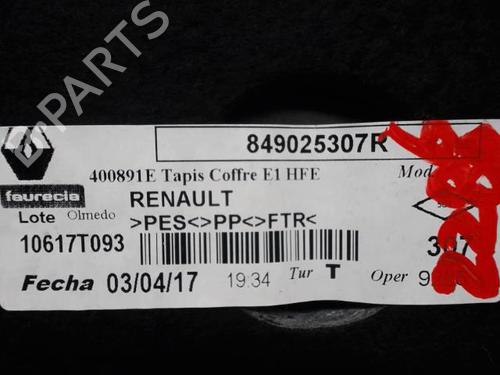 849025307R
400891E Tapis Coffre E1 HFE
faurecia
RENAULT
Lote Olmedo
>PES<>PP<>FTR<
10617T093
Fecha 03/04/17 19:34 Tur T Oper
B-PARTS